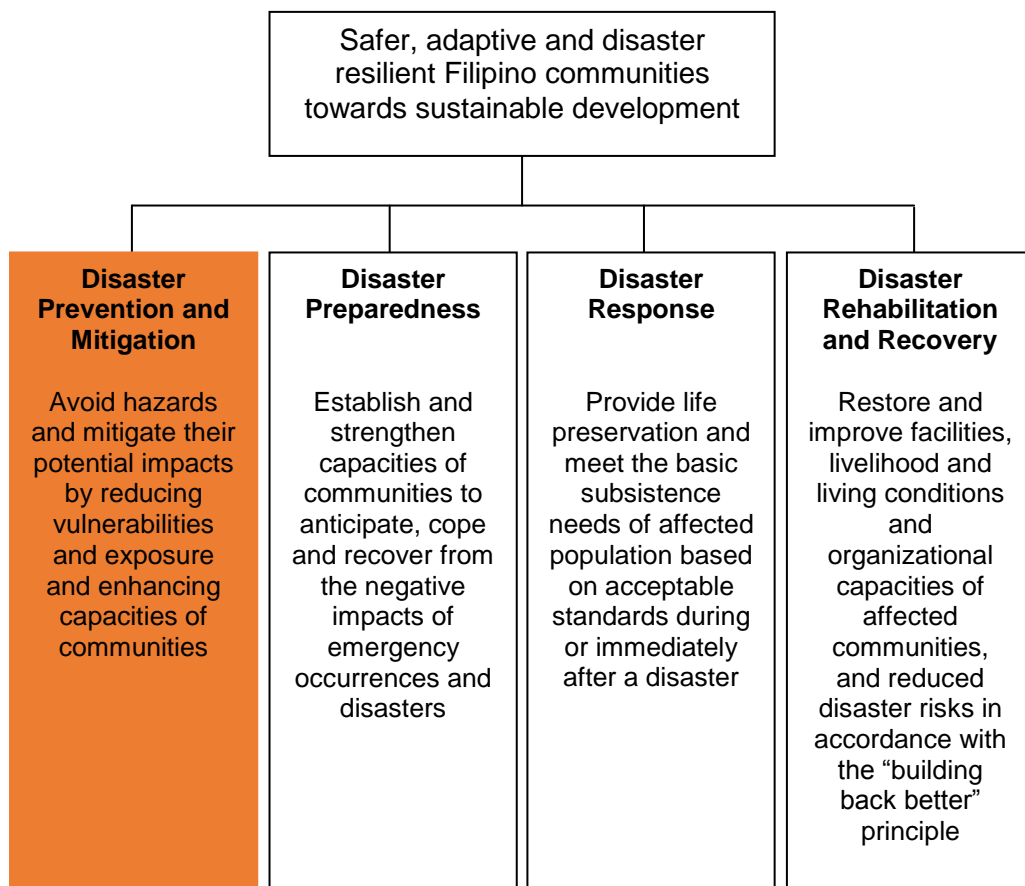 Safer, adaptive and disaster
resilient Filipino communities
towards sustainable development
Disaster
Prevention and
Mitigation
Avoid hazards
and mitigate their
potential impacts
by reducing
vulnerabilities
and exposure
and enhancing
capacities of
communities
Disaster
Preparedness
Establish and
strengthen
capacities of
communities to
anticipate, cope
and recover from
the negative
impacts of
emergency
occurrences and
disasters
Disaster
Response
Provide life
preservation and
meet the basic
subsistence
needs of affected
population based
on acceptable
standards during
or immediately
after a disaster
Disaster
Rehabilitation
and Recovery
Restore and
improve facilities,
livelihood and
living conditions
and
organizational
capacities of
affected
communities,
and reduced
disaster risks in
accordance with
the “building
back better”
principle